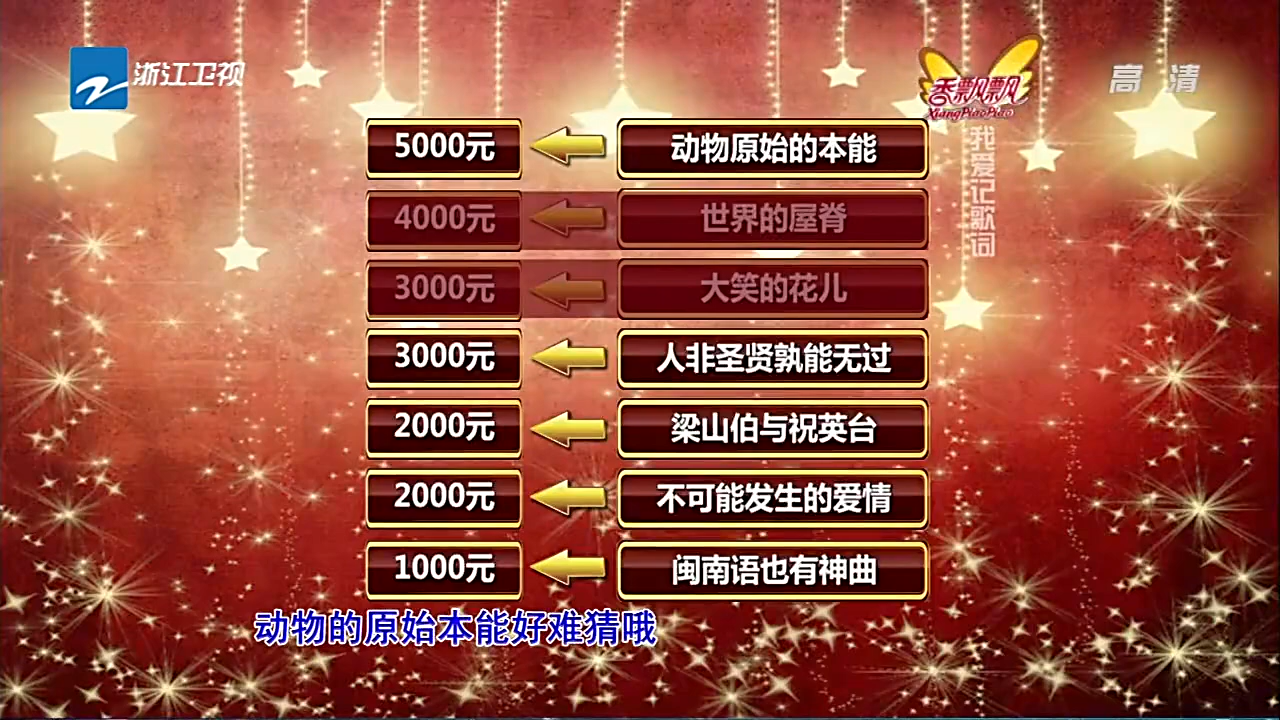 浙江卫视
香飘飘
XiangPiaoPiao
高清
我爱记歌词
5000元 动物原始的本能
4000元 世界的屋脊
3000元 大笑的花儿
3000元 人非圣贤孰能无过
2000元 梁山伯与祝英台
2000元 不可能发生的爱情
1000元 闽南语也有神曲
动物的原始本能好难猜哦